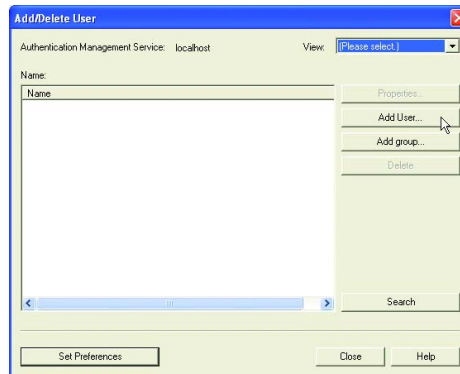 Add/Delete User
Authentication Management Service: localhost View: (Please select.)
Name:
Name
Properties...
Add User...
Add group...
Delete
Search
Set Preferences Close Help